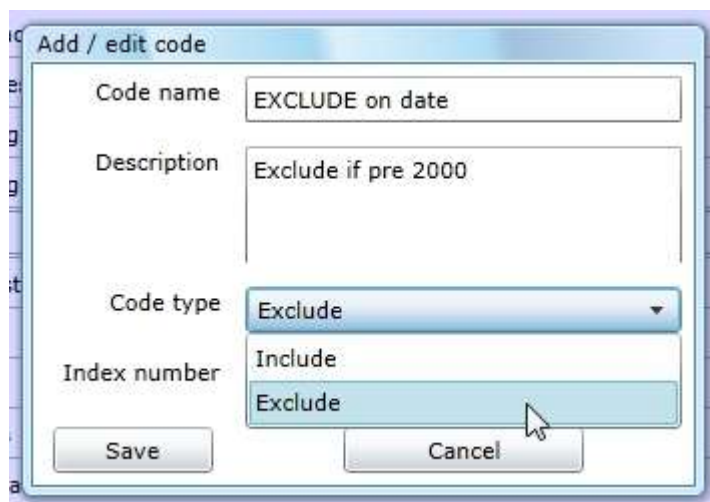 Add / edit code
Code name
EXCLUDE on date
Description
Exclude if pre 2000
Code type
Exclude
Include
Index number
Exclude
Save
Cancel